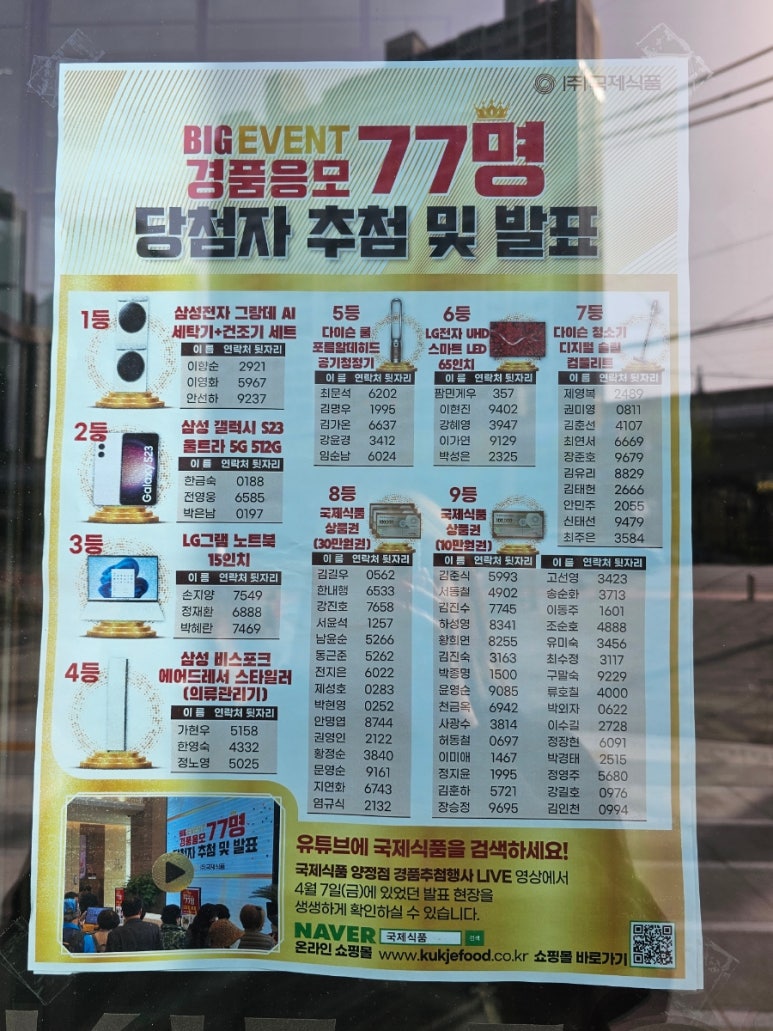 (주)국제식품
BIG EVENT
경품응모 77명
당첨자 추첨 및 발표
1등
삼성전자 그랑데 AI
세탁기+건조기 세트
이 름 연락처 뒷자리
이향순 2921
이영화 5967
안선하 9237
2등
삼성 갤럭시 S23
울트라 5G 512G
Galaxy S23
이 름 연락처 뒷자리
한금숙 0188
전영웅 6585
박은남 0197
3등
LG그램 노트북
15인치
이 름 연락처 뒷자리
손지양 7549
정재환 6888
박혜란 7469
4등
삼성 비스포크
에어드레서 스타일러
(의류관리기)
이 름 연락처 뒷자리
가현우 5158
한영숙 4332
정노영 5025
5등
다이슨 쿨
포름알데히드
공기청정기
이 름 연락처 뒷자리
최문석 6202
김명우 1995
김가온 6637
강윤경 3412
임순남 6024
6등
LG전자 UHD
스마트 LED
65인치
이 름 연락처 뒷자리
팜민게우 357
이현진 9402
강혜영 3947
이가연 9129
박성은 2325
7등
다이슨 청소기
디지털 슬림
컴플리트
이 름 연락처 뒷자리
제영복 2489
권미영 0811
김훈선 4107
최연서 6669
장준호 9679
김유리 8829
김태헌 2666
안민주 2055
신태선 9479
최주은 3584
8등
국제식품
상품권
(30만원권)
이 름 연락처 뒷자리
김길우 0562
한내행 6533
강진호 7658
서윤석 1257
남윤순 5266
동근준 5262
전지은 6022
제성호 0283
박현영 0252
안명엽 8744
권영인 2122
황정순 3840
문영순 9161
지연화 6743
염규식 2132
9등
국제식품
상품권
(10만원권)
이 름 연락처 뒷자리 이 름 연락처 뒷자리
김춘식 5993 고선영 3423
서동철 4902 송순화 3713
김진수 7745 이동주 1601
하성영 8341 조순호 4888
황희연 8255 유미숙 3456
김진숙 3163 최수정 3117
박종명 1500 구말숙 9229
윤영순 9085 류호칠 4000
천금옥 6942 박외자 0622
사광수 3814 이수길 2728
허동철 0697 정장현 6091
이미애 1467 박경태 2515
정지윤 1995 정영주 5680
김훈하 5721 강길호 0976
장승정 9695 김인천 0994
BIG EVENT
경품응모 77명
당첨자 추첨 및 발표
유튜브에 국제식품을 검색하세요!
국제식품 양정점 경품추첨행사 LIVE 영상에서
4월 7일(금)에 있었던 발표 현장을
생생하게 확인하실 수 있습니다.
NAVER 국제식품 검색
온라인 쇼핑몰 www.kukjefood.co.kr 쇼핑몰 바로가기